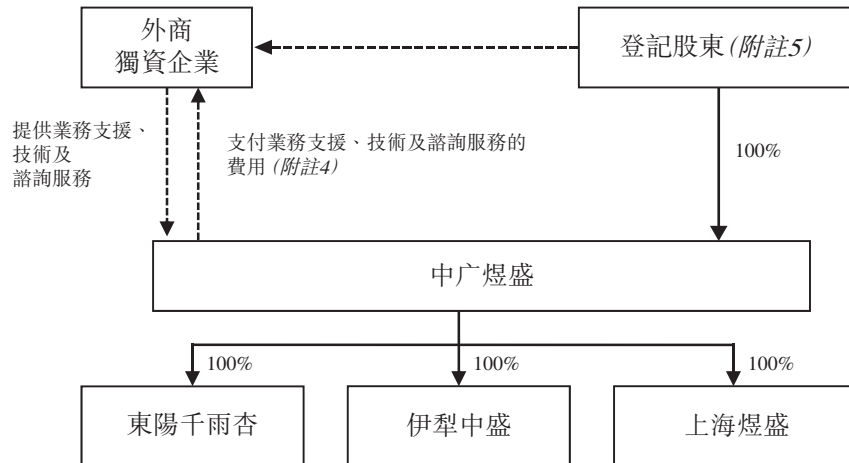 外商
獨資企業
登記股東(附註5)
提供業務支援、
技術及
諮詢服務
支付業務支援、技術及諮詢服務的
費用(附註4)
100%
中广煜盛
100%
100%
100%
東陽千雨杏
伊犁中盛
上海煜盛